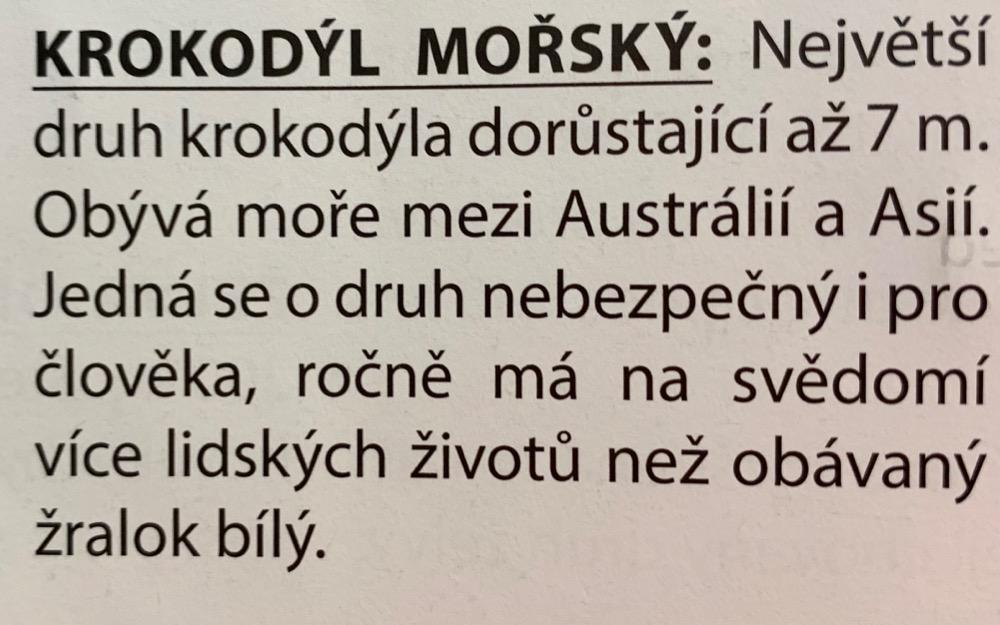 KROKODÝL MOŘSKÝ: Největší
druh krokodýla dorůstající až 7 m.
Obývá moře mezi Austrálií a Asií.
Jedná se o druh nebezpečný i pro
člověka, ročně má na svědomí
více lidských životů než obávaný
žralok bílý.